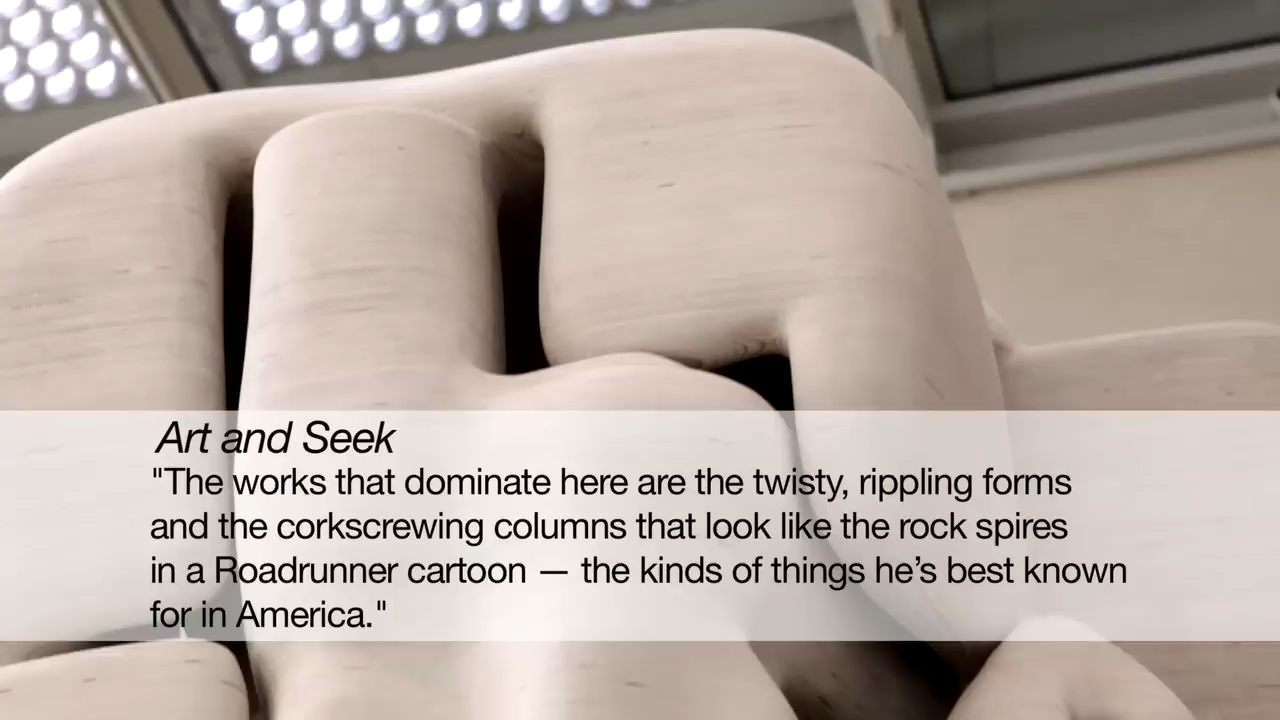 Art and Seek
"The works that dominate here are the twisty, rippling forms
and the corkscrewing columns that look like the rock spires
in a Roadrunner cartoon — the kinds of things he’s best known
for in America."